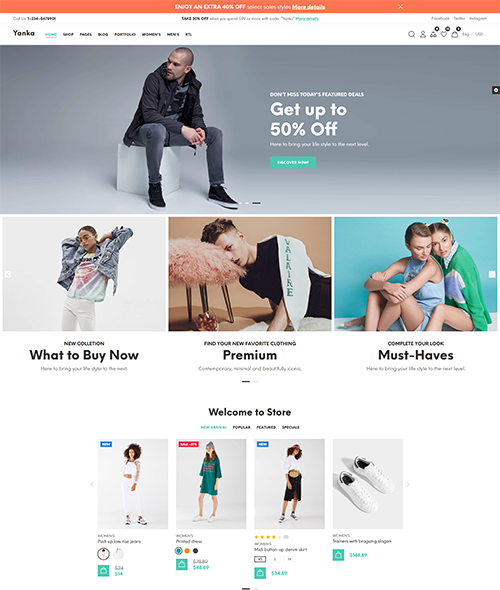 ENJOY AN EXTRA 40% OFF select sales styles More details
Call Us 1-234-5678901
TAKE 30% OFF when you spend $99 or more with code: "Yanka" More details
Facebook Twitter Instagram
Yanka
HOME SHOP PAGES BLOG PORTFOLIO WOMEN'S MEN'S RTL
Eng USD
DON'T MISS TODAY'S FEATURED DEALS
Get up to
50% Off
Here to bring your life style to the next level.
DISCOVER NOW!
VALAIRE
NEW COLLETION
What to Buy Now
Here to bring your life style to the next.
FIND YOUR NEW FAVORITE CLOTHING
Premium
Contemporary, minimal and beautifully iconic.
COMPLETE YOUR LOOK
Must-Haves
Here to bring your life style to the next level.
Welcome to Store
NEW ARRIVAL POPULAR FEATURED SPECIALS
NEW
WOMEN'S
Push up low rise jeans
$24
$14
WOMEN'S
Printed dress
$78.89
$48.89
NEW
WOMEN'S
Midi button-up denim skirt
XS S M
$34.89
WOMEN'S
Trainers with brogang slogan
$148.89